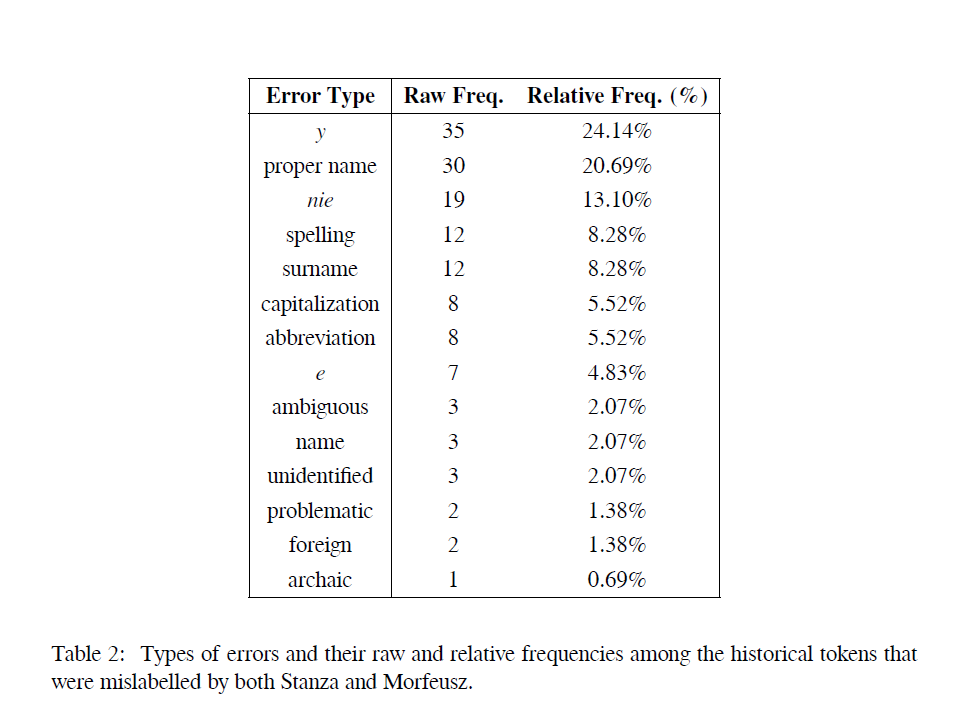 Error Type Raw Freq. Relative Freq. (%)
y 35 24.14%
proper name 30 20.69%
nie 19 13.10%
spelling 12 8.28%
surname 12 8.28%
capitalization 8 5.52%
abbreviation 8 5.52%
e 7 4.83%
ambiguous 3 2.07%
name 3 2.07%
unidentified 3 2.07%
problematic 2 1.38%
foreign 2 1.38%
archaic 1 0.69%
Table 2: Types of errors and their raw and relative frequencies among the historical tokens that
were mislabelled by both Stanza and Morfeusz.